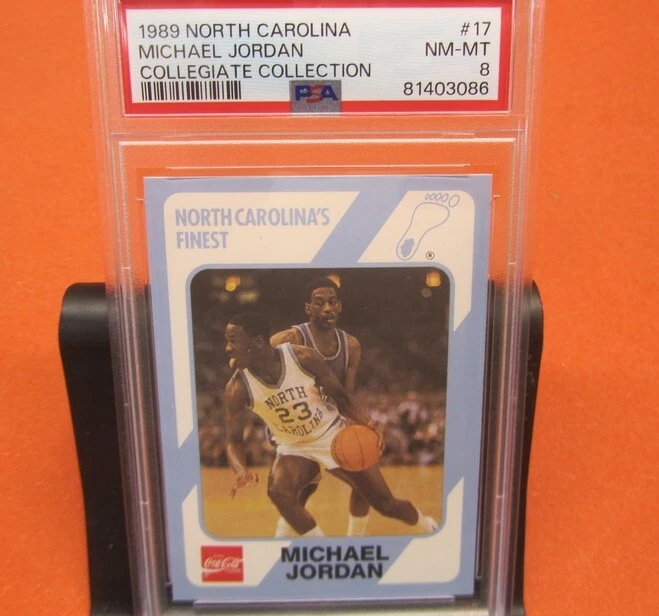 1989 NORTH CAROLINA #17
MICHAEL JORDAN NM-MT
COLLEGIATE COLLECTION 8
PSA 81403086
NORTH CAROLINA'S
FINEST
®
NORTH
23
CAROLINA
Coca-Cola
MICHAEL
JORDAN